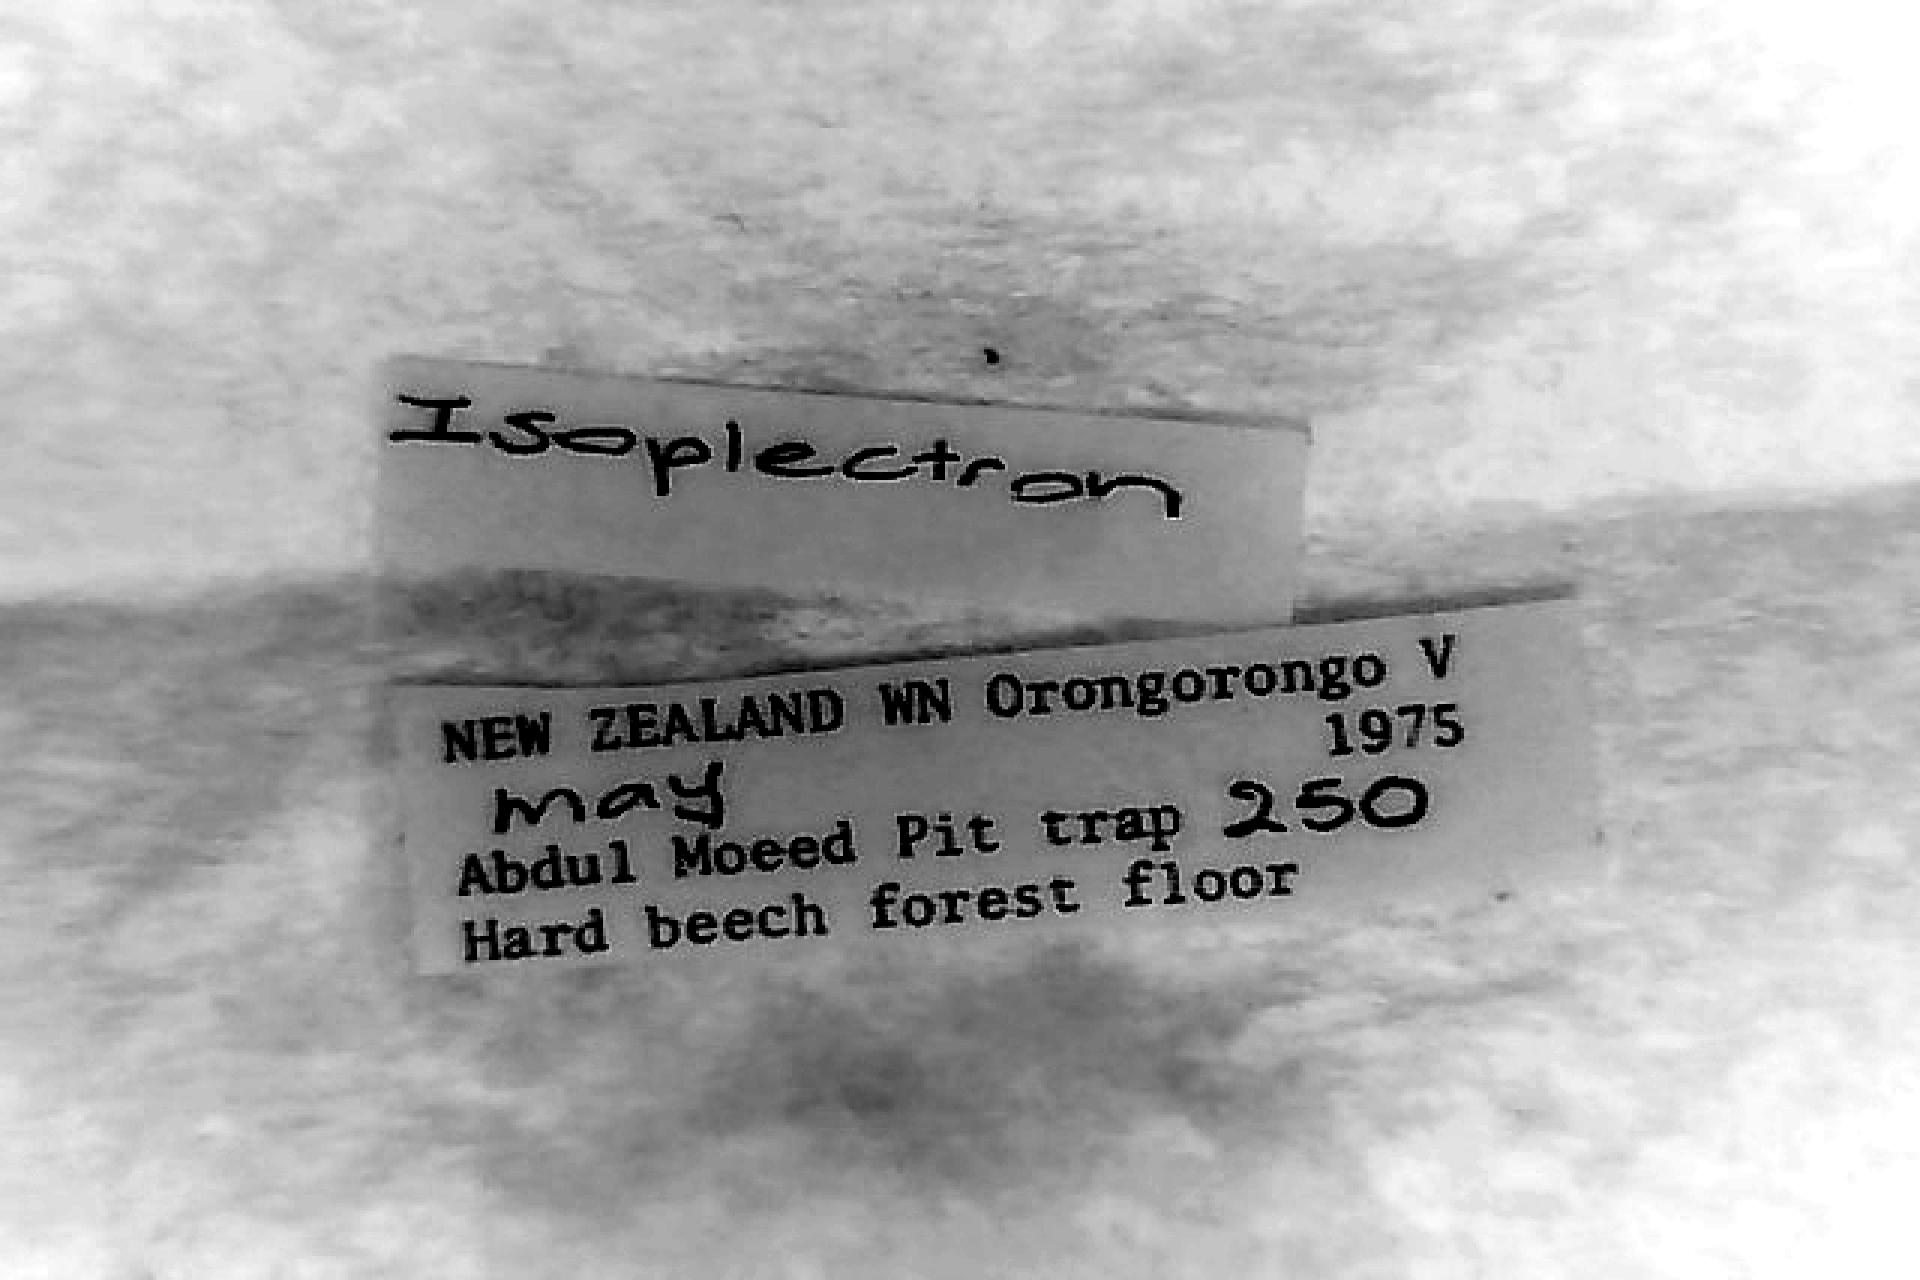 Isoplectron
NEW ZEALAND WN Orongorongo V
1975
may
Abdul Moeed Pit trap 250
Hard beech forest floor